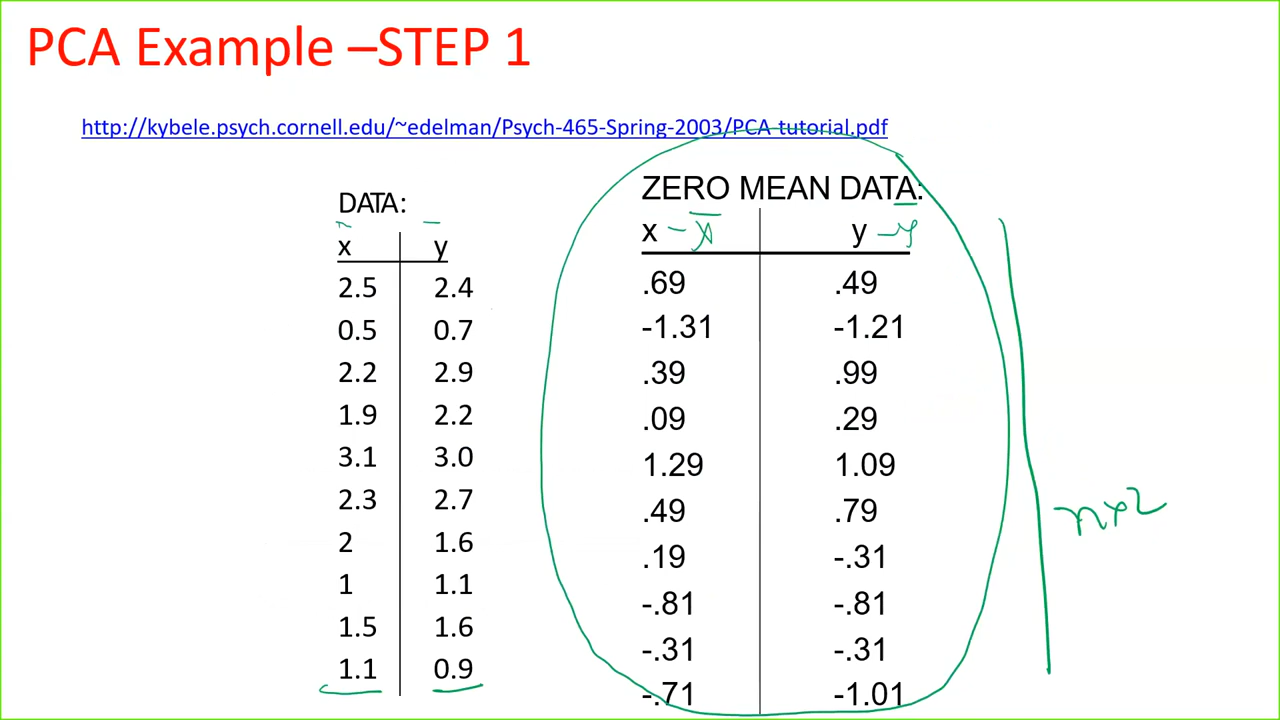 PCA Example –STEP 1
http://kybele.psych.cornell.edu/~edelman/Psych-465-Spring-2003/PCA-tutorial.pdf
DATA:
x y
2.5 2.4
0.5 0.7
2.2 2.9
1.9 2.2
3.1 3.0
2.3 2.7
2 1.6
1 1.1
1.5 1.6
1.1 0.9
ZERO MEAN DATA:
x - x̄ y - ȳ
.69 .49
-1.31 -1.21
.39 .99
.09 .29
1.29 1.09
.49 .79
.19 -.31
-.81 -.81
-.31 -.31
-.71 -1.01
n×2